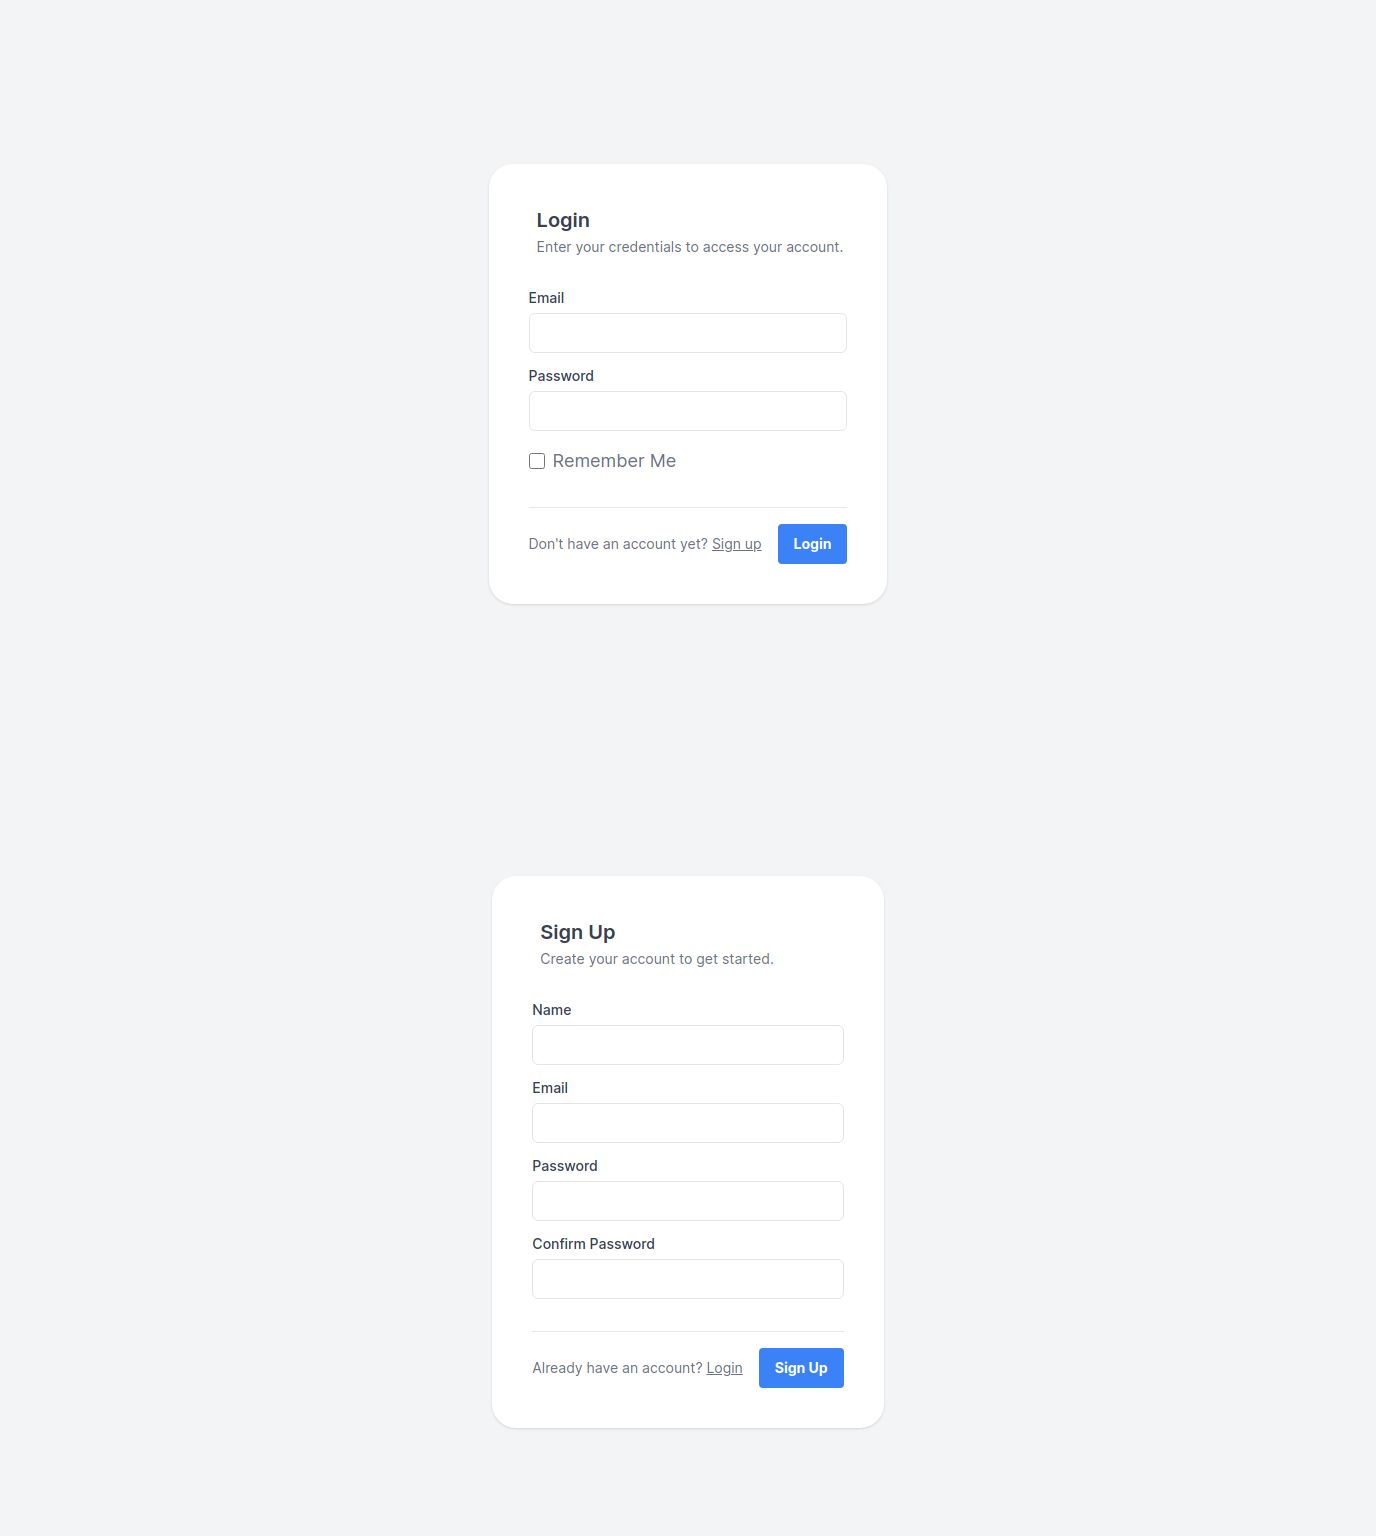 Login
Enter your credentials to access your account.
Email
Password
Remember Me
Don't have an account yet? Sign up
Login
Sign Up
Create your account to get started.
Name
Email
Password
Confirm Password
Already have an account? Login
Sign Up